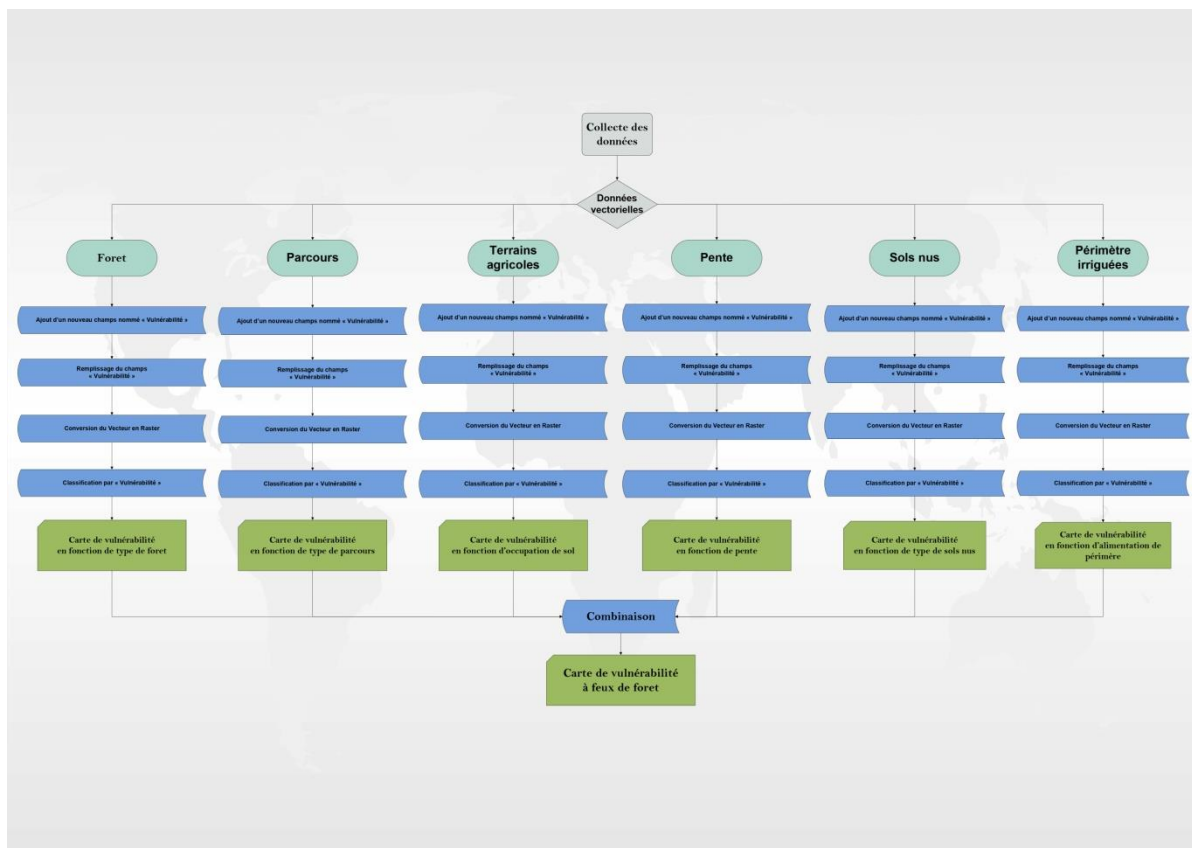 Collecte des
données
Données
vectorielles
Foret
Parcours
Terrains
agricoles
Pente
Sols nus
Périmètre
irriguées
Ajout d'un nouveau champs nommé « Vulnérabilité »
Ajout d'un nouveau champs nommé « Vulnérabilité »
Ajout d'un nouveau champs nommé « Vulnérabilité »
Ajout d'un nouveau champs nommé « Vulnérabilité »
Ajout d'un nouveau champs nommé « Vulnérabilité »
Ajout d'un nouveau champs nommé « Vulnérabilité »
Remplissage du champs
« Vulnérabilité »
Remplissage du champs
« Vulnérabilité »
Remplissage du champs
« Vulnérabilité »
Remplissage du champs
« Vulnérabilité »
Remplissage du champs
« Vulnérabilité »
Remplissage du champs
« Vulnérabilité »
Conversion du Vecteur en Raster
Conversion du Vecteur en Raster
Conversion du Vecteur en Raster
Conversion du Vecteur en Raster
Conversion du Vecteur en Raster
Conversion du Vecteur en Raster
Classification par « Vulnérabilité »
Classification par « Vulnérabilité »
Classification par « Vulnérabilité »
Classification par « Vulnérabilité »
Classification par « Vulnérabilité »
Classification par « Vulnérabilité »
Carte de vulnérabilité
en fonction de type de foret
Carte de vulnérabilité
en fonction de type de parcours
Carte de vulnérabilité
en fonction d'occupation de sol
Carte de vulnérabilité
en fonction de pente
Carte de vulnérabilité
en fonction de type de sols nus
Carte de vulnérabilité
en fonction d'alimentation de
périmére
Combinaison
Carte de vulnérabilité
à feux de foret